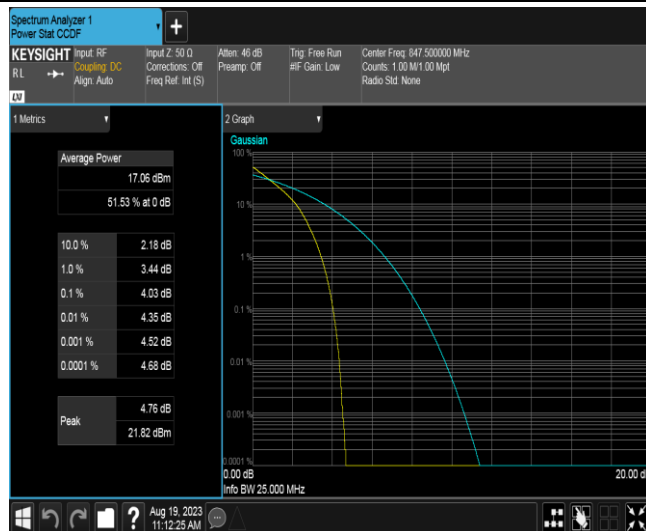 Spectrum Analyzer 1
Power Stat CCDF
KEYSIGHT
RL
Input: RF
Coupling: DC
Align: Auto
Input Z: 50 Ω
Corrections: Off
Freq Ref: Int (S)
Atten: 46 dB
Preamp: Off
Trig: Free Run
#IF Gain: Low
Center Freq: 847.500000 MHz
Counts: 1.00 M/1.00 Mpt
Radio Std: None
1 Metrics
Average Power
17.06 dBm
51.53 % at 0 dB
10.0 % 2.18 dB
1.0 % 3.44 dB
0.1 % 4.03 dB
0.01 % 4.35 dB
0.001 % 4.52 dB
0.0001 % 4.68 dB
Peak
4.76 dB
21.82 dBm
2 Graph
Gaussian
100 %
10 %
1 %
0.1 %
0.01 %
0.001 %
0.0001 %
0.00 dB
20.00 d
Info BW 25.000 MHz
?
Aug 19, 2023
11:12:25 AM